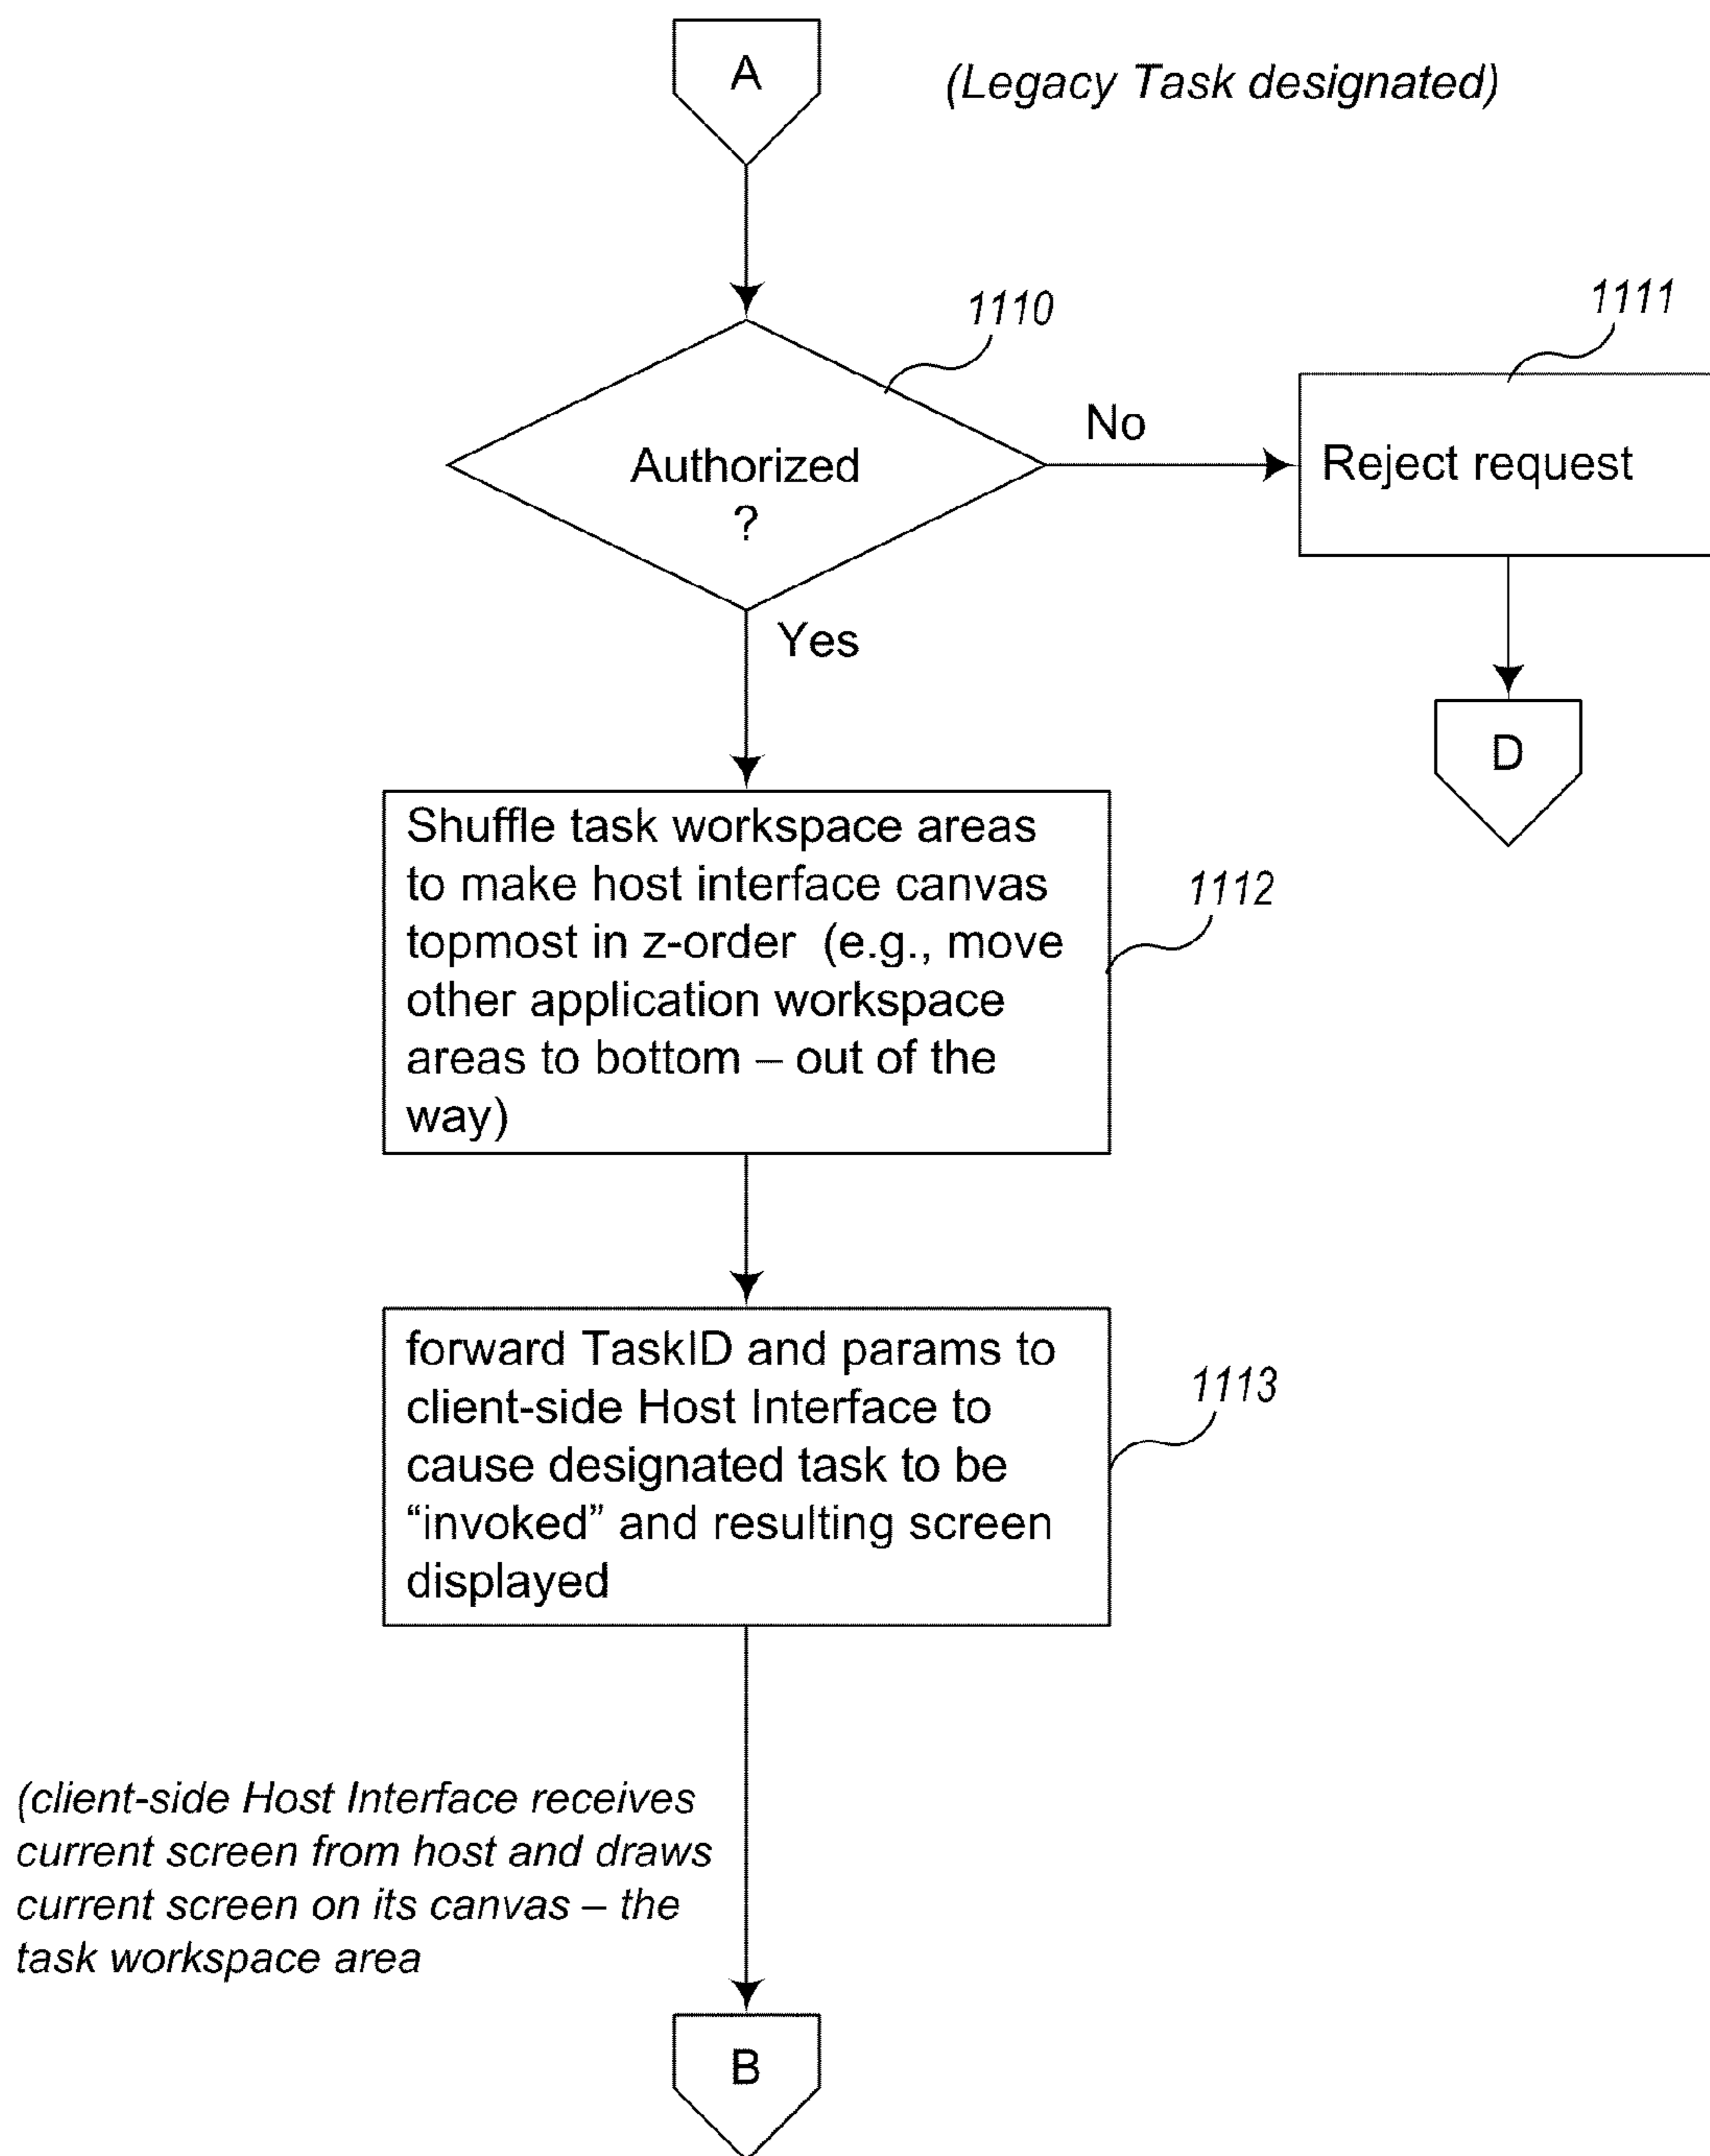 A
(Legacy Task designated)
1110
1111
Authorized
?
No
Reject request
Yes
D
Shuffle task workspace areas
to make host interface canvas
topmost in z-order  (e.g., move
other application workspace
areas to bottom – out of the
way)
1112
forward TaskID and params to
client-side Host Interface to
cause designated task to be
“invoked” and resulting screen
displayed
1113
(client-side Host Interface receives
current screen from host and draws
current screen on its canvas – the
task workspace area
B